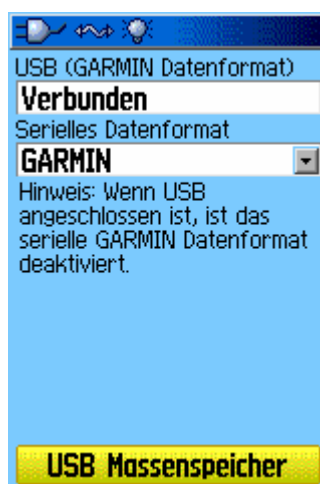 USB (GARMIN Datenformat)
Verbunden
Serielles Datenformat
GARMIN
Hinweis: Wenn USB
angeschlossen ist, ist das
serielle GARMIN Datenformat
deaktiviert.
USB Massenspeicher